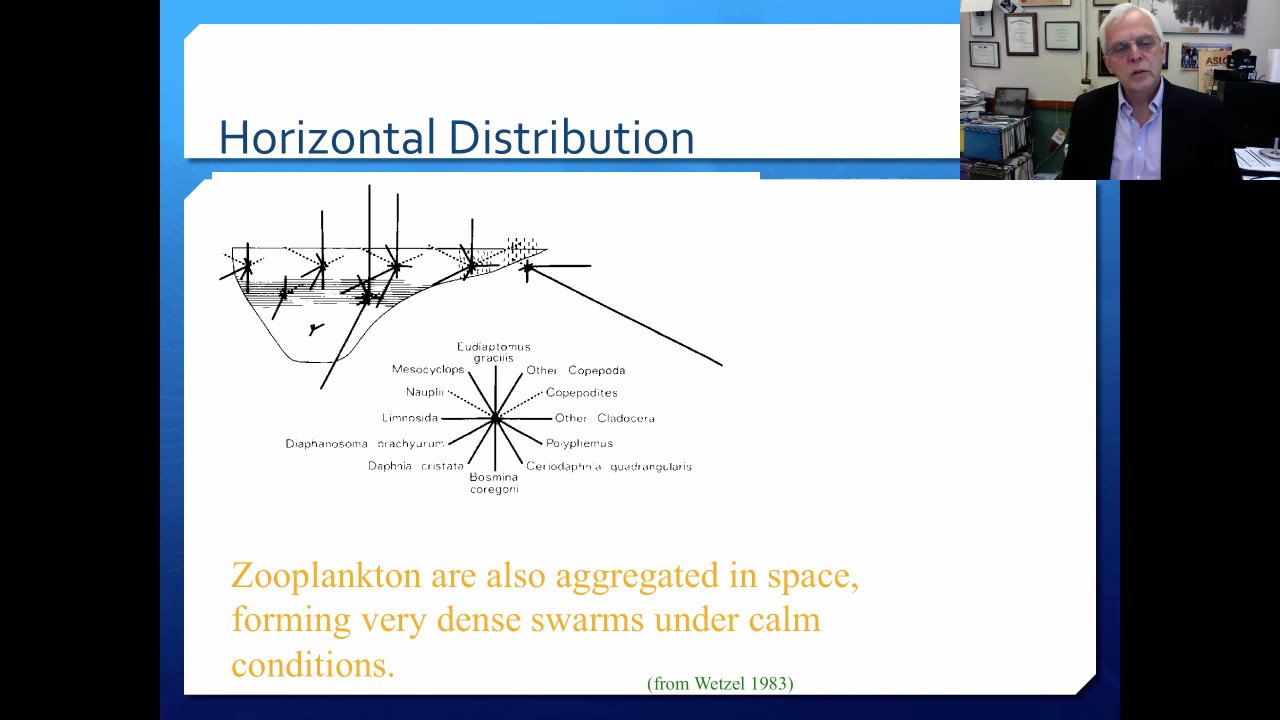 Horizontal Distribution
Eudiaptomus
gracilis
Mesocyclops
Other Copepoda
Nauplii
Copepodites
Limnosida
Other Cladocera
Diaphanosoma brachyurum
Polyphemus
Daphnia cristata
Ceriodaphnia quadrangularis
Bosmina
coregoni
Zooplankton are also aggregated in space,
forming very dense swarms under calm
conditions.
(from Wetzel 1983)